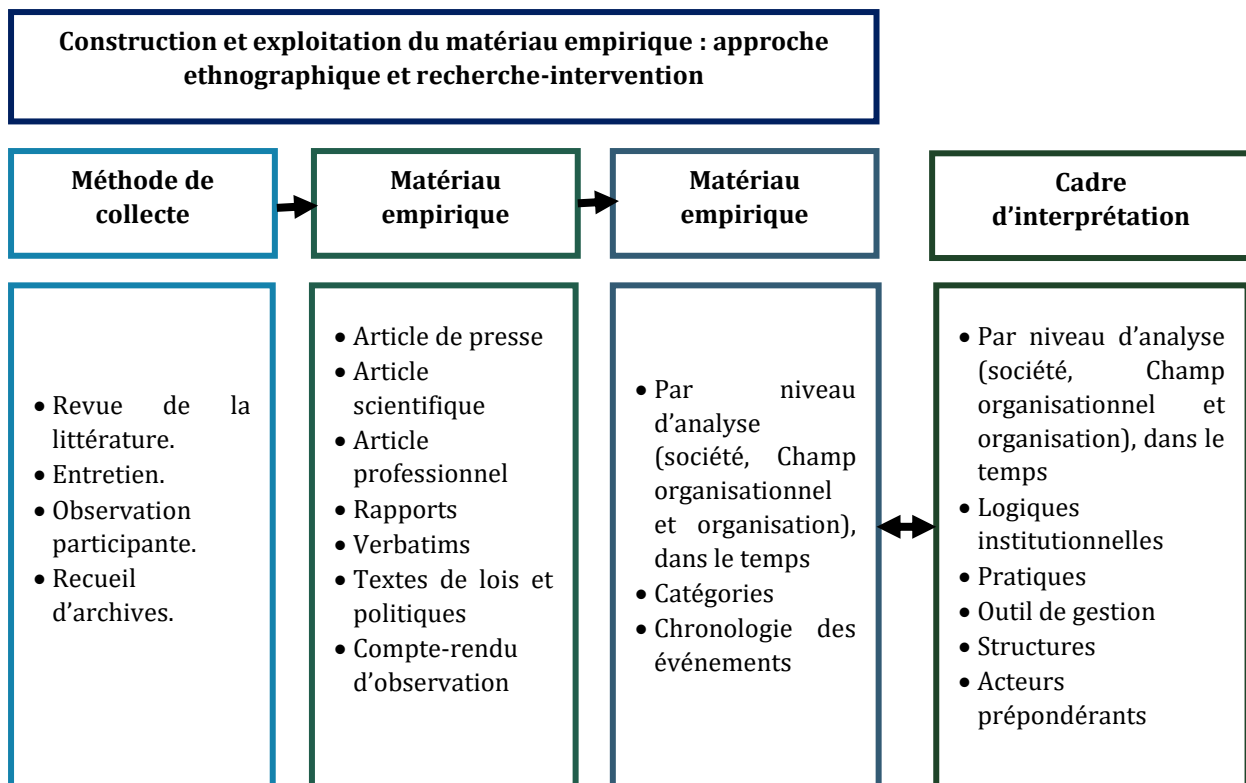 Construction et exploitation du matériau empirique : approche
ethnographique et recherche-intervention
Méthode de
collecte
Matériau
empirique
Matériau
empirique
Cadre
d’interprétation
• Revue de la
littérature.
• Entretien.
• Observation
participante.
• Recueil
d’archives.
• Article de presse
• Article
scientifique
• Article
professionnel
• Rapports
• Verbatims
• Textes de lois et
politiques
• Compte-rendu
d’observation
• Par niveau
d’analyse
(société, Champ
organisationnel
et organisation),
dans le temps
• Catégories
• Chronologie des
événements
• Par niveau d’analyse
(société, Champ
organisationnel et
organisation), dans le
temps
• Logiques
institutionnelles
• Pratiques
• Outil de gestion
• Structures
• Acteurs
prépondérants